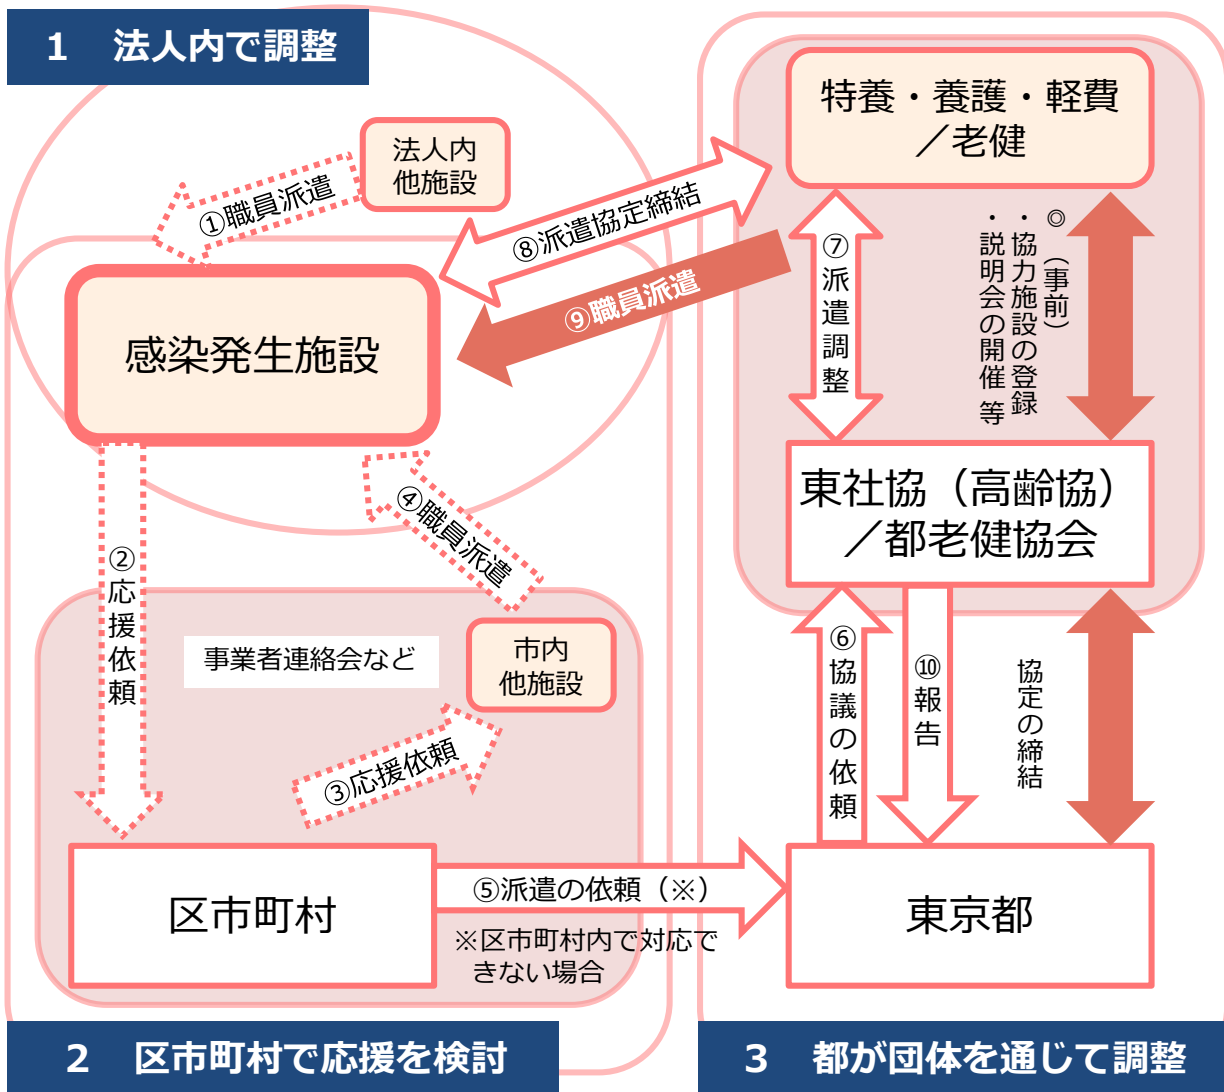 1 法人内で調整
法人内
他施設
①職員派遣
感染発生施設
⑧派遣協定締結
⑨職員派遣
②応援依頼
④職員派遣
事業者連絡会など
市内
他施設
③応援依頼
区市町村
⑤派遣の依頼（※）
※区市町村内で対応で
きない場合
2 区市町村で応援を検討
特養・養護・軽費
／老健
⑦派遣調整
◎（事前）
・協力施設の登録
・説明会の開催 等
東社協（高齢協）
／都老健協会
⑥協議の依頼
⑩報告
協定の締結
東京都
3 都が団体を通じて調整